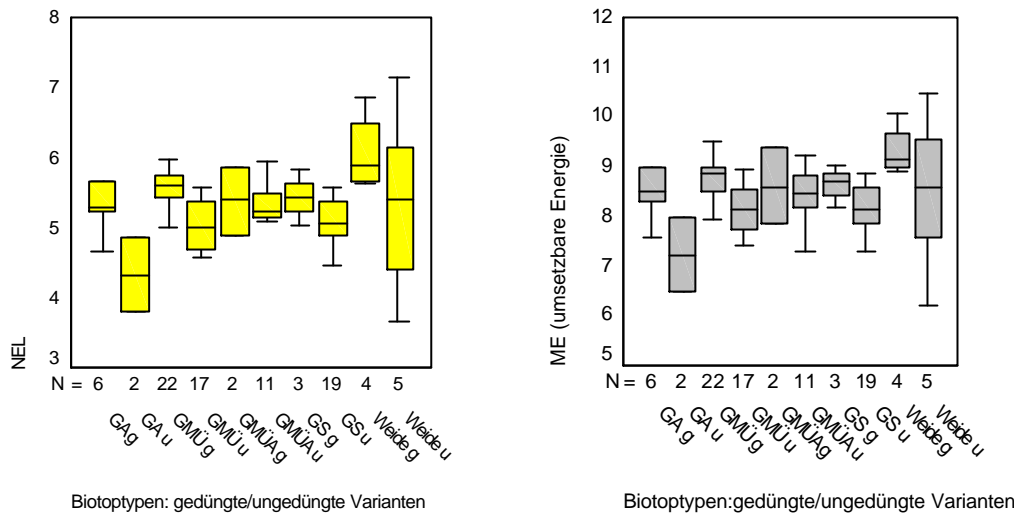 8
7
6
5
4
3
NEL
N = 6 2 22 17 2 11 3 19 4 5
GA g
GA u
GMÜ g
GMÜ u
GMÜA g
GMÜA u
GS g
GS u
Weide g
Weide u
Biotoptypen: gedüngte/ungedüngte Varianten
12
11
10
9
8
7
6
5
ME (umsetzbare Energie)
N = 6 2 22 17 2 11 3 19 4 5
GA g
GA u
GMÜ g
GMÜ u
GMÜA g
GMÜA u
GS g
GS u
Weide g
Weide u
Biotoptypen:gedüngte/ungedüngte Varianten